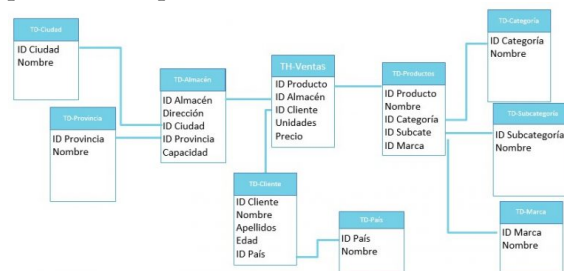 TD-Ciudad
ID Ciudad
Nombre
TD-Provincia
ID Provincia
Nombre
TD-Almacén
ID Almacén
Dirección
ID Ciudad
ID Provincia
Capacidad
TH-Ventas
ID Producto
ID Almacén
ID Cliente
Unidades
Precio
TD-Cliente
ID Cliente
Nombre
Apellidos
Edad
ID País
TD-País
ID País
Nombre
TD-Productos
ID Producto
Nombre
ID Categoría
ID Subcate
ID Marca
TD-Categoría
ID Categoría
Nombre
TD-Subcategoría
ID Subcategoría
Nombre
TD-Marca
ID Marca
Nombre